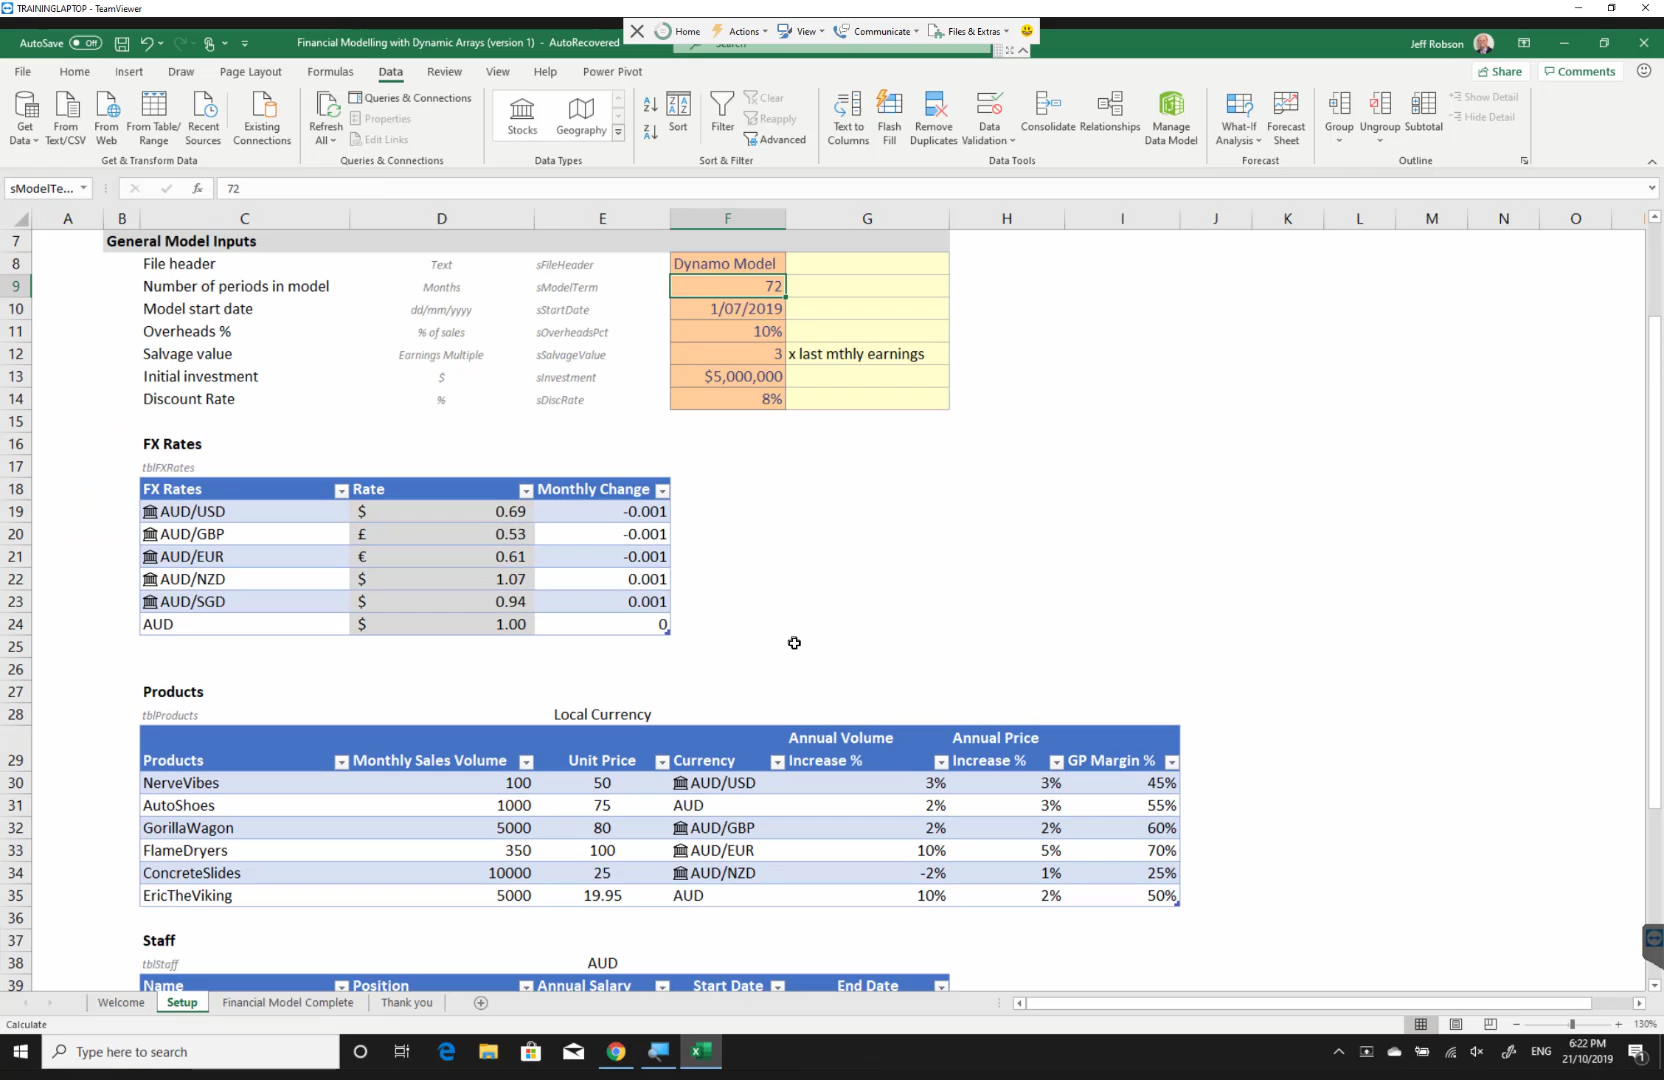 TRAININGLAPTOP - TeamViewer
AutoSave Off
Financial Modelling with Dynamic Arrays (version 1) - AutoRecovered
Home Actions View Communicate Files & Extras
Jeff Robson
File Home Insert Draw Page Layout Formulas Data Review View Help Power Pivot
Share Comments
Get Data
From Text/CSV
From Web
From Table/ Range
Recent Sources
Existing Connections
Get & Transform Data
Refresh All
Queries & Connections
Properties
Edit Links
Queries & Connections
Stocks Geography
Data Types
Sort
Filter
Clear
Reapply
Advanced
Sort & Filter
Text to Columns
Flash Fill
Remove Duplicates
Data Validation
Consolidate
Relationships
Manage Data Model
Data Tools
What-If Analysis
Forecast Sheet
Forecast
Group
Ungroup
Subtotal
Show Detail
Hide Detail
Outline
sModelTe... fx 72
A B C D E F G H I J K L M N O
7 General Model Inputs
8 File header Text sFileHeader Dynamo Model
9 Number of periods in model Months sModelTerm 72
10 Model start date dd/mm/yyyy sStartDate 1/07/2019
11 Overheads % % of sales sOverheadsPct 10%
12 Salvage value Earnings Multiple sSalvageValue 3 x last mthly earnings
13 Initial investment $ sInvestment $5,000,000
14 Discount Rate % sDiscRate 8%
15
16 FX Rates
17 tblFXRates
18 FX Rates Rate Monthly Change
19 AUD/USD $ 0.69 -0.001
20 AUD/GBP £ 0.53 -0.001
21 AUD/EUR € 0.61 -0.001
22 AUD/NZD $ 1.07 0.001
23 AUD/SGD $ 0.94 0.001
24 AUD $ 1.00 0
25
26
27 Products
28 tblProducts Local Currency
Annual Volume Annual Price
29 Products Monthly Sales Volume Unit Price Currency Increase % Increase % GP Margin %
30 NerveVibes 100 50 AUD/USD 3% 3% 45%
31 AutoShoes 1000 75 AUD 2% 3% 55%
32 GorillaWagon 5000 80 AUD/GBP 2% 2% 60%
33 FlameDryers 350 100 AUD/EUR 10% 5% 70%
34 ConcreteSlides 10000 25 AUD/NZD -2% 1% 25%
35 EricTheViking 5000 19.95 AUD 10% 2% 50%
36
37 Staff
38 tblStaff AUD
39 Name Position Annual Salary Start Date End Date
Welcome Setup Financial Model Complete Thank you
Calculate
130%
Type here to search
ENG
6:22 PM
21/10/2019
1